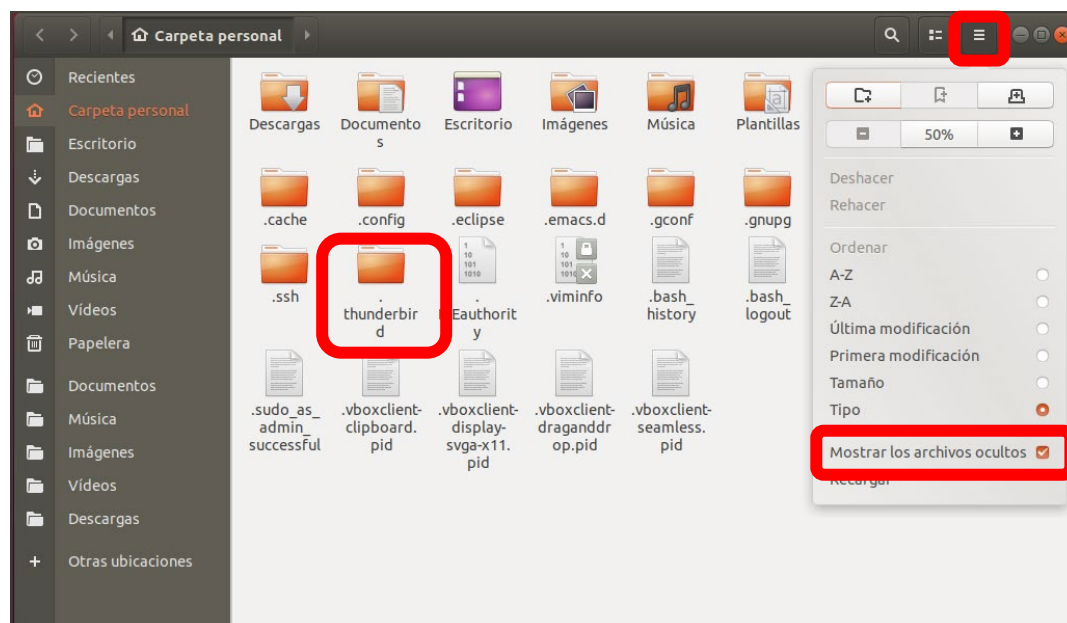 Carpeta personal
Recientes
Carpeta personal
Escritorio
Descargas
Documentos
Imágenes
Música
Vídeos
Papelera
Documentos
Música
Imágenes
Vídeos
Descargas
Otras ubicaciones
Descargas
Documento
s
Escritorio
Imágenes
Música
Plantillas
.cache
.config
.eclipse
.emacs.d
.gconf
.gnupg
.ssh
.
thunderbir
d
.
Eauthorit
y
.viminfo
.bash_
history
.bash_
logout
.sudo_as_
admin_
successful
.vboxclient-
clipboard.
pid
.vboxclient-
display-
svga-x11.
pid
.vboxclient-
draganddr
op.pid
.vboxclient-
seamless.
pid
50%
Deshacer
Rehacer
Ordenar
A-Z
Z-A
Última modificación
Primera modificación
Tamaño
Tipo
Mostrar los archivos ocultos
Recargar